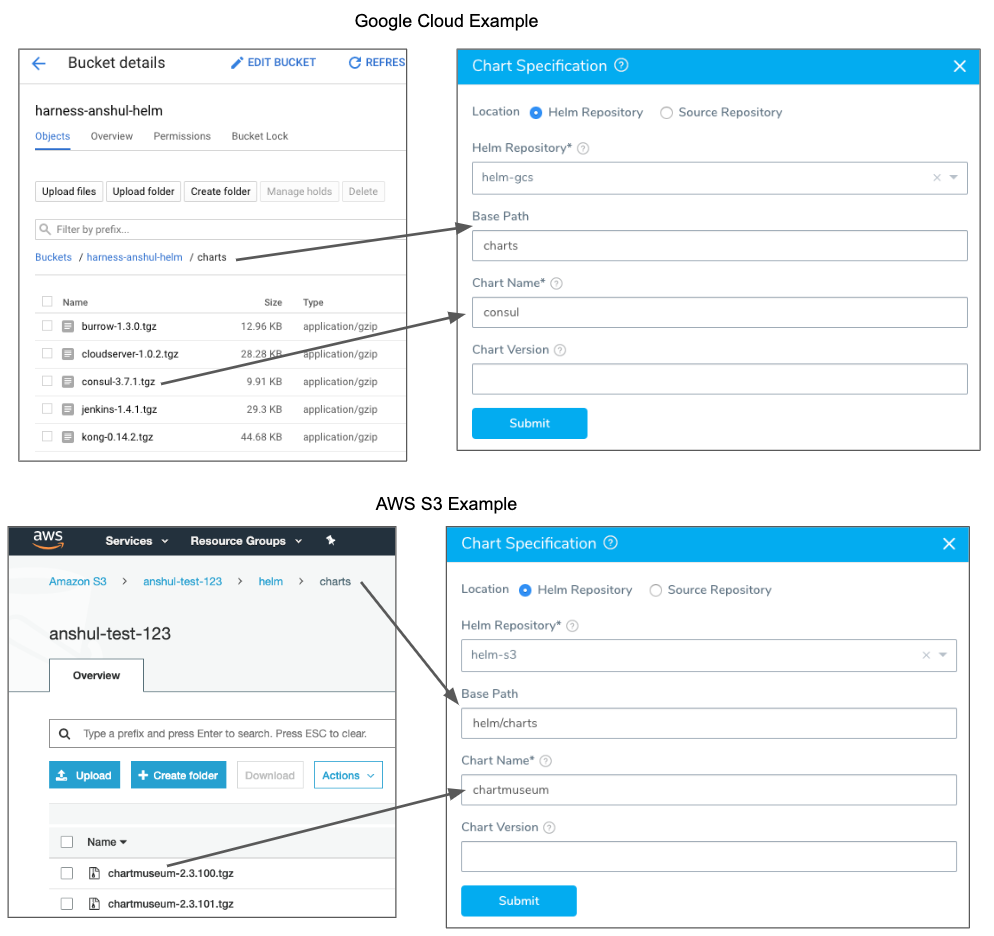 Google Cloud Example
Bucket details
EDIT BUCKET
REFRES
harness-anshul-helm
Objects Overview Permissions Bucket Lock
Upload files Upload folder Create folder Manage holds Delete
Filter by prefix...
Buckets / harness-anshul-helm / charts
Name Size Type
burrow-1.3.0.tgz 12.96 KB application/gzip
cloudserver-1.0.2.tgz 28.28 KB application/gzip
consul-3.7.1.tgz 9.91 KB application/gzip
jenkins-1.4.1.tgz 29.3 KB application/gzip
kong-0.14.2.tgz 44.68 KB application/gzip
Chart Specification ?
Location Helm Repository Source Repository
Helm Repository* ?
helm-gcs
Base Path
charts
Chart Name* ?
consul
Chart Version ?
Submit
AWS S3 Example
aws Services Resource Groups
Amazon S3 > anshul-test-123 > helm > charts
anshul-test-123
Overview
Type a prefix and press Enter to search. Press ESC to clear.
Upload + Create folder Download Actions
Name
chartmuseum-2.3.100.tgz
chartmuseum-2.3.101.tgz
Chart Specification ?
Location Helm Repository Source Repository
Helm Repository* ?
helm-s3
Base Path
helm/charts
Chart Name* ?
chartmuseum
Chart Version ?
Submit